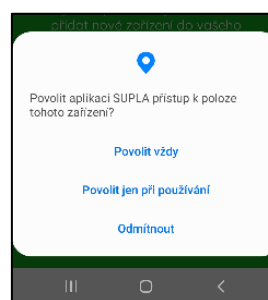 přidat nové zařízení do vašeho
Povolit aplikaci SUPLA přístup k poloze
tohoto zařízení?
Povolit vždy
Povolit jen při používání
Odmítnout